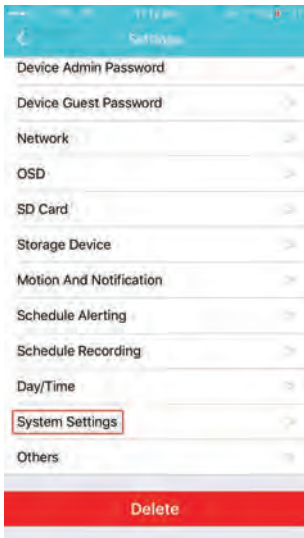 Settings
Device Admin Password
Device Guest Password
Network
OSD
SD Card
Storage Device
Motion And Notification
Schedule Alerting
Schedule Recording
Day/Time
System Settings
Others
Delete